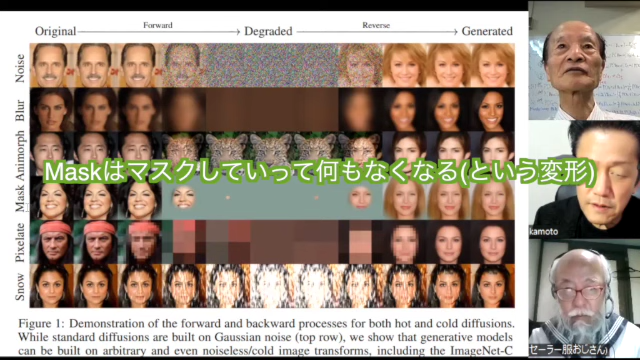 Original
Forward
Degraded
Reverse
Generated
Noise
Blur
Animorph
Mask
Pixelate
Snow
Maskはマスクしていって何もなくなる(という変形)
Figure 1: Demonstration of the forward and backward processes for both hot and cold diffusions.
While standard diffusions are built on Gaussian noise (top row), we show that generative models
can be built on arbitrary and even noiseless/cold image transforms, including the ImageNet-C
kamoto
セーラー服おじさん)